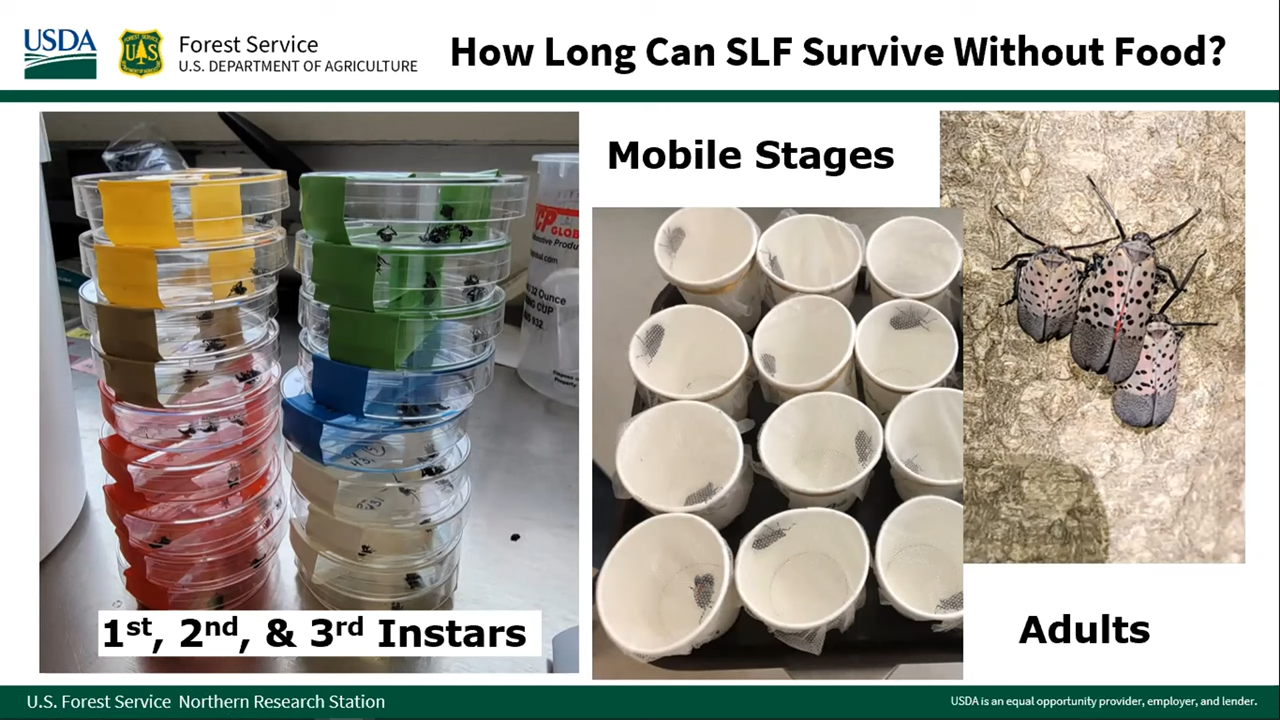 USDA
Forest Service
U.S. DEPARTMENT OF AGRICULTURE
How Long Can SLF Survive Without Food?
Mobile Stages
1st, 2nd, & 3rd Instars
Adults
U.S. Forest Service Northern Research Station
USDA is an equal opportunity provider, employer, and lender.